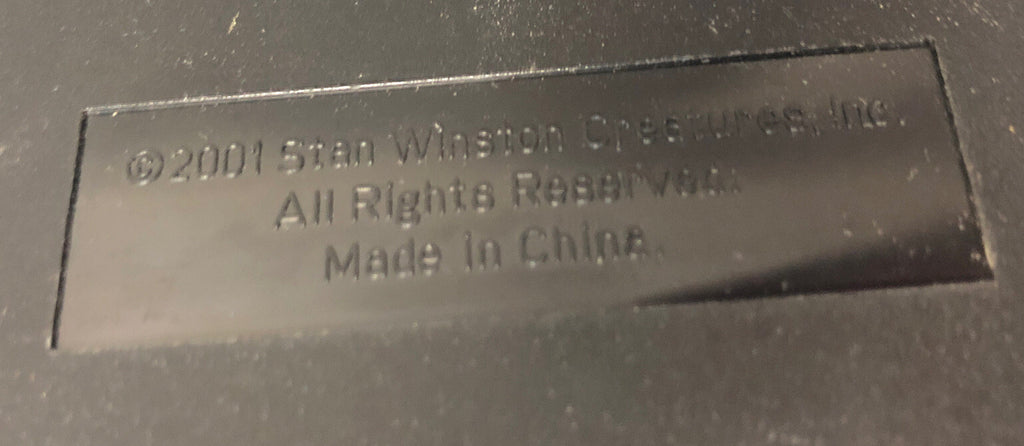 ©2001 Stan Winston Creatures, Inc.
All Rights Reserved.
Made in China.